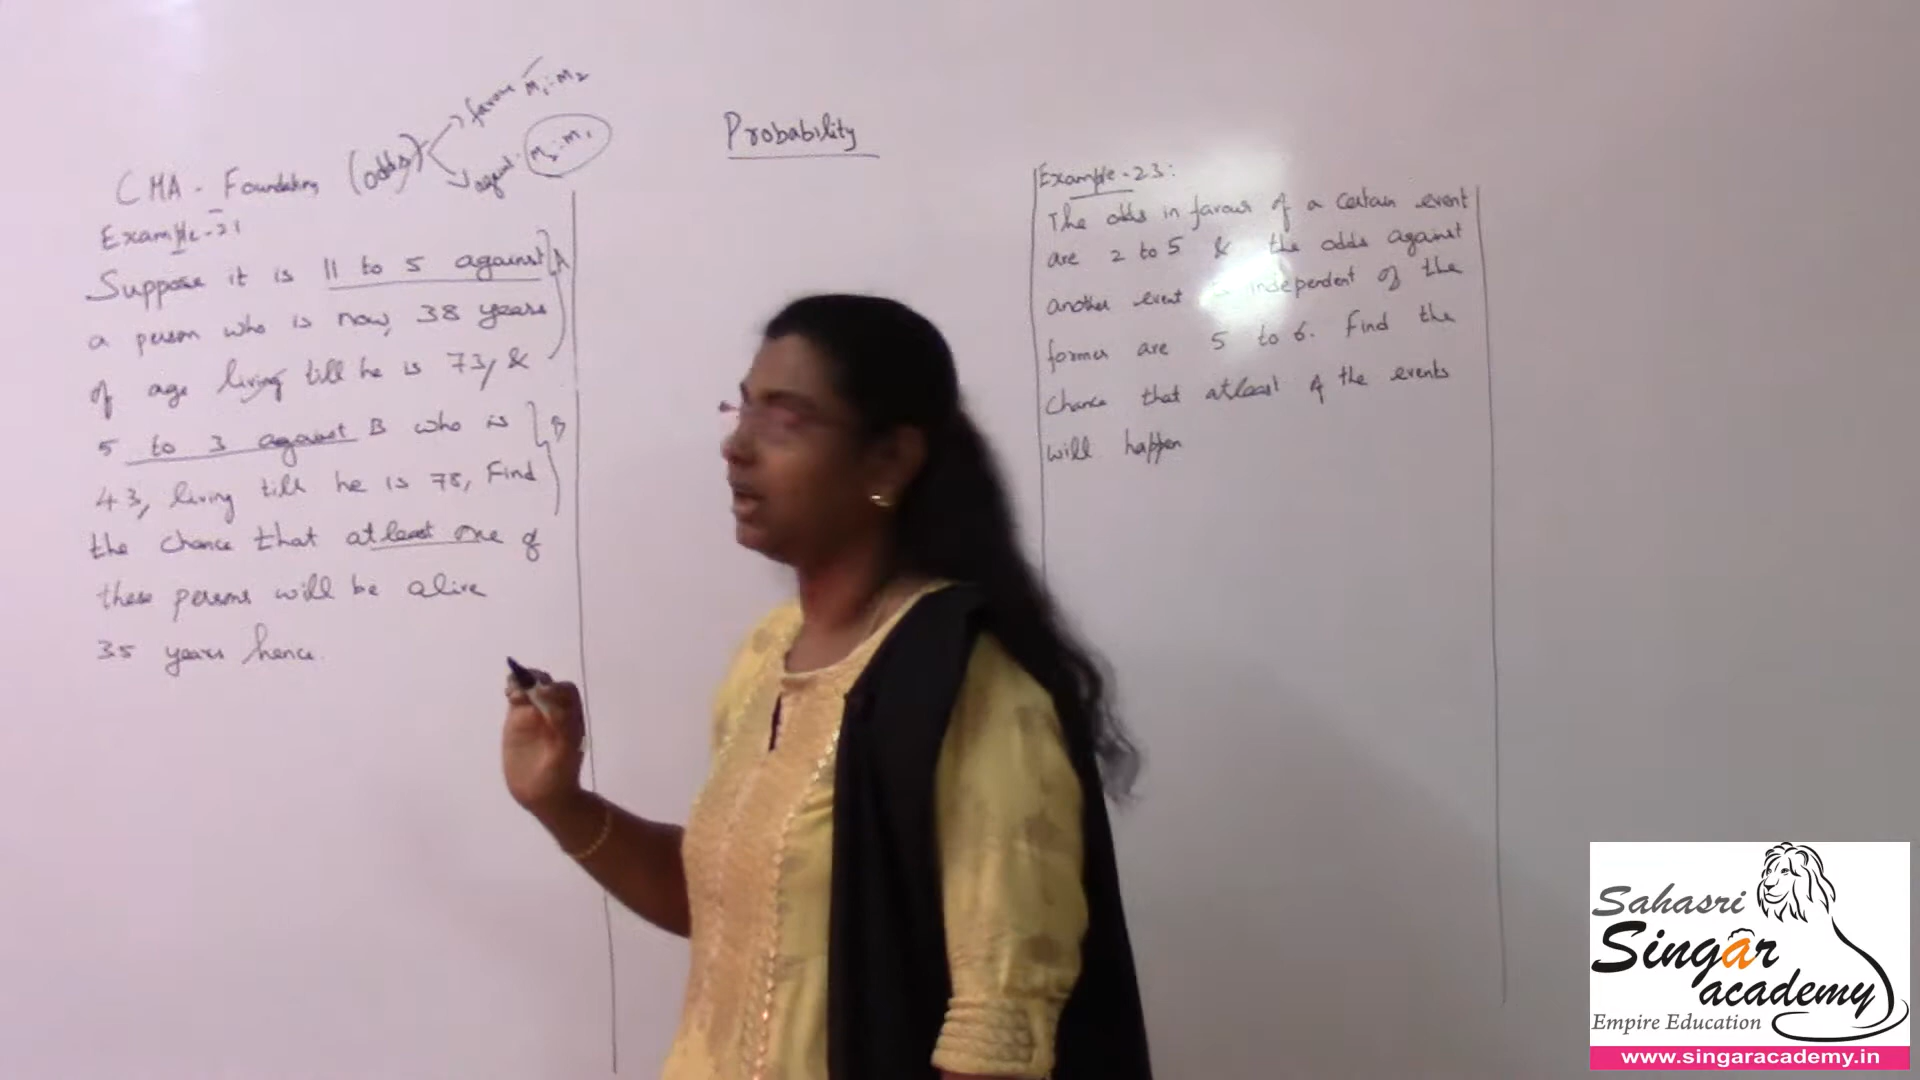 Probability
CMA - Foundation (odds) favour m₁:m₂
against m₂:m₁
Example-21
Suppose it is 11 to 5 against A
a person who is now, 38 years
of age living till he is 73, &
5 to 3 against B who is B
43, living till he is 78, Find
the chance that atleast one of
these persons will be alive
35 years hence.
Example-23:
The odds in favour of a certain event
are 2 to 5 & the odds against
another event independent of the
former are 5 to 6. Find the
chance that atleast of the events
will happen
Sahasri
Singar
academy
Empire Education
www.singaracademy.in